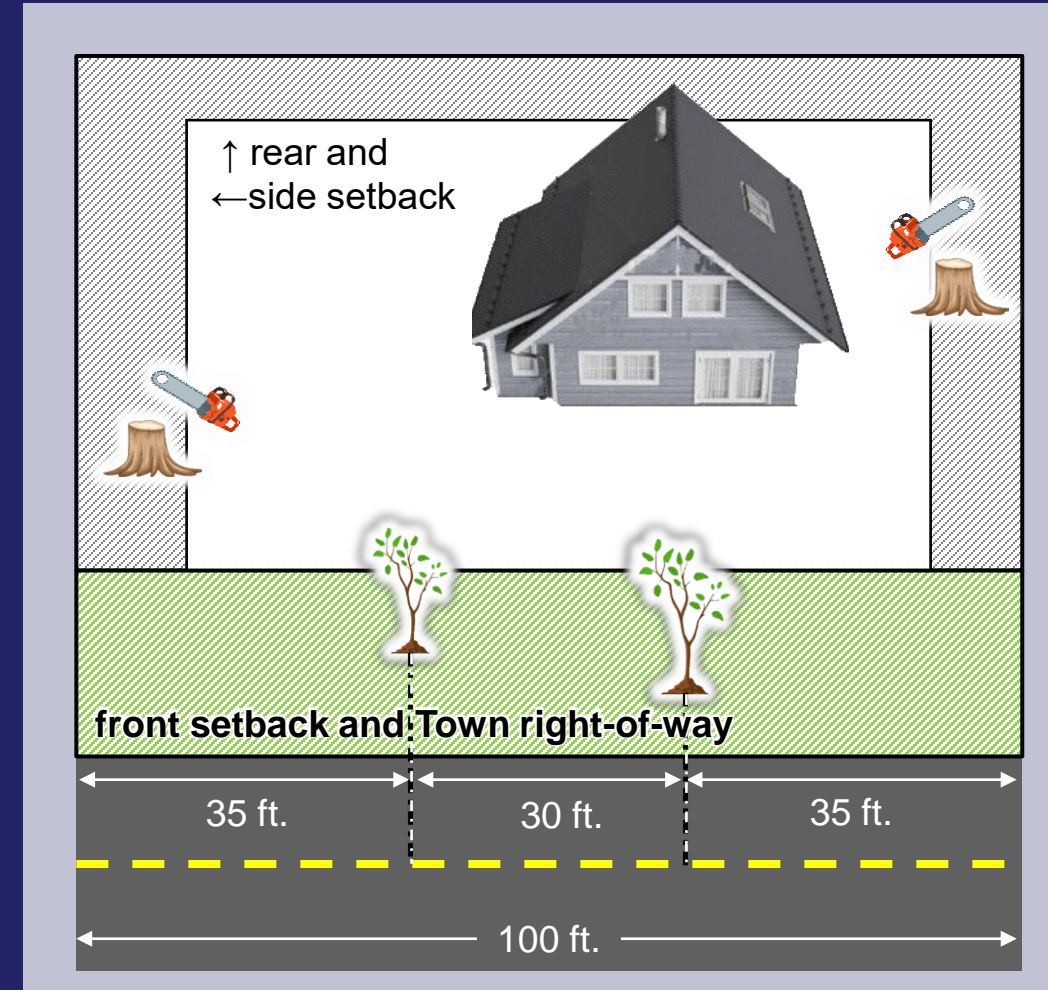 ↑ rear and
←side setback
front setback and Town right-of-way
35 ft.
30 ft.
35 ft.
100 ft.